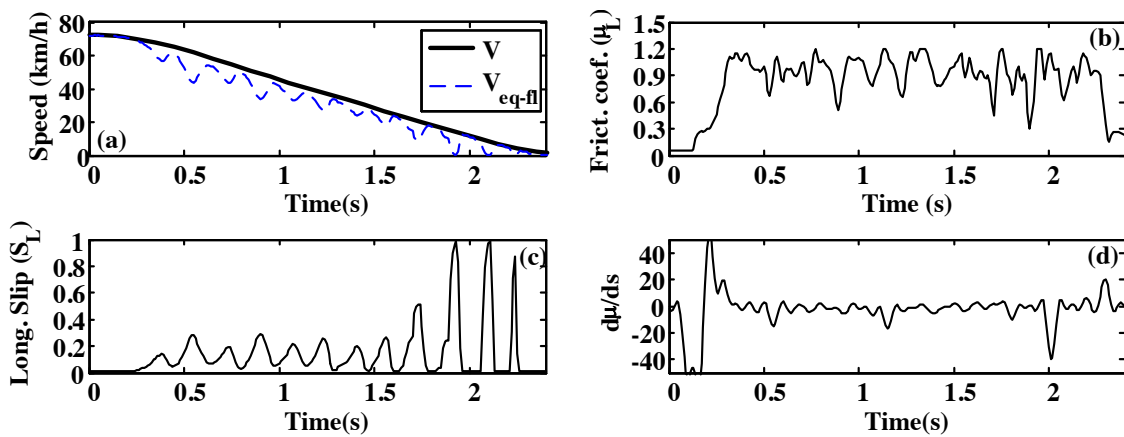 80
60
40
20
0
Speed (km/h)
(a)
V
V_eq-fl
0 0.5 1 1.5 2
Time(s)
1.5
1.2
0.9
0.6
0.3
0
Frict. coef. (μ_L)
(b)
0 0.5 1 1.5 2
Time (s)
1
0.8
0.6
0.4
0.2
0
Long. Slip (S_L)
(c)
0 0.5 1 1.5 2
Time(s)
40
20
0
-20
-40
dμ/ds
(d)
0 0.5 1 1.5 2
Time(s)